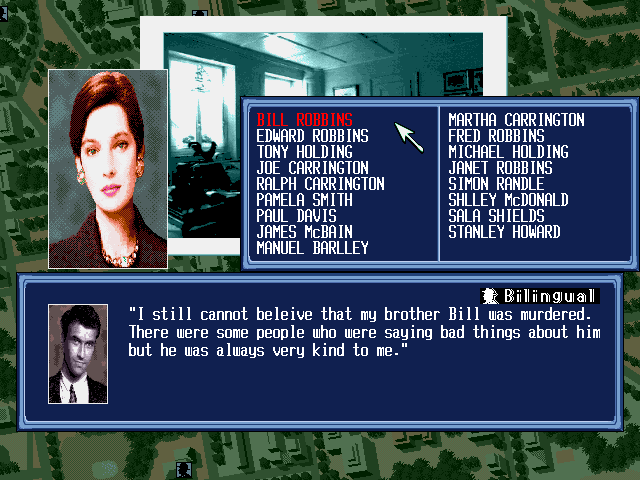 BILL ROBBINS
EDWARD ROBBINS
TONY HOLDING
JOE CARRINGTON
RALPH CARRINGTON
PAMELA SMITH
PAUL DAVIS
JAMES McBAIN
MANUEL BARLLEY
MARTHA CARRINGTON
FRED ROBBINS
MICHAEL HOLDING
JANET ROBBINS
SIMON RANDLE
SHLLEY McDONALD
SALA SHIELDS
STANLEY HOWARD
Bilingual
"I still cannot beleive that my brother Bill was murdered.
There were some people who were saying bad things about him
but he was always very kind to me."